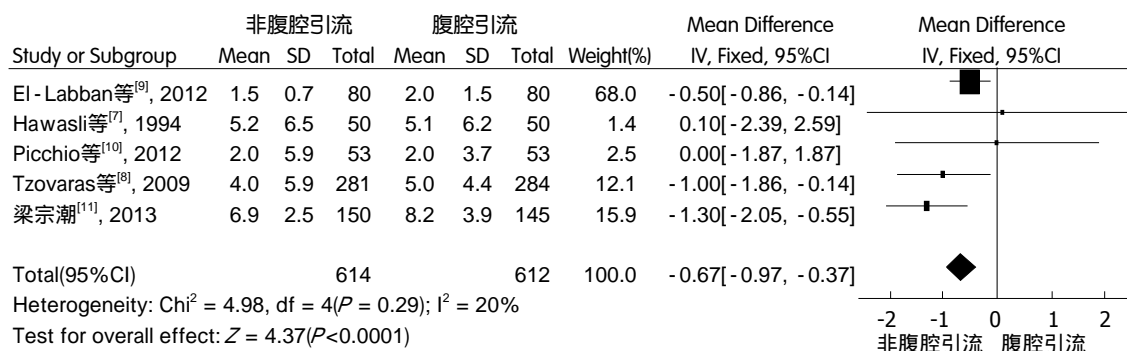 非腹腔引流 腹腔引流 Mean Difference Mean Difference
Study or Subgroup Mean SD Total Mean SD Total Weight(%) IV, Fixed, 95%CI IV, Fixed, 95%CI
El-Labban等[9], 2012 1.5 0.7 80 2.0 1.5 80 68.0 -0.50[-0.86, -0.14]
Hawasli等[7], 1994 5.2 6.5 50 5.1 6.2 50 1.4 0.10[-2.39, 2.59]
Picchio等[10], 2012 2.0 5.9 53 2.0 3.7 53 2.5 0.00[-1.87, 1.87]
Tzovaras等[8], 2009 4.0 5.9 281 5.0 4.4 284 12.1 -1.00[-1.86, -0.14]
梁宗潮[11], 2013 6.9 2.5 150 8.2 3.9 145 15.9 -1.30[-2.05, -0.55]
Total(95%CI) 614 612 100.0 -0.67[-0.97, -0.37]
Heterogeneity: Chi2 = 4.98, df = 4(P = 0.29); I2 = 20%
Test for overall effect: Z = 4.37(P<0.0001)
-2 -1 0 1 2
非腹腔引流 腹腔引流